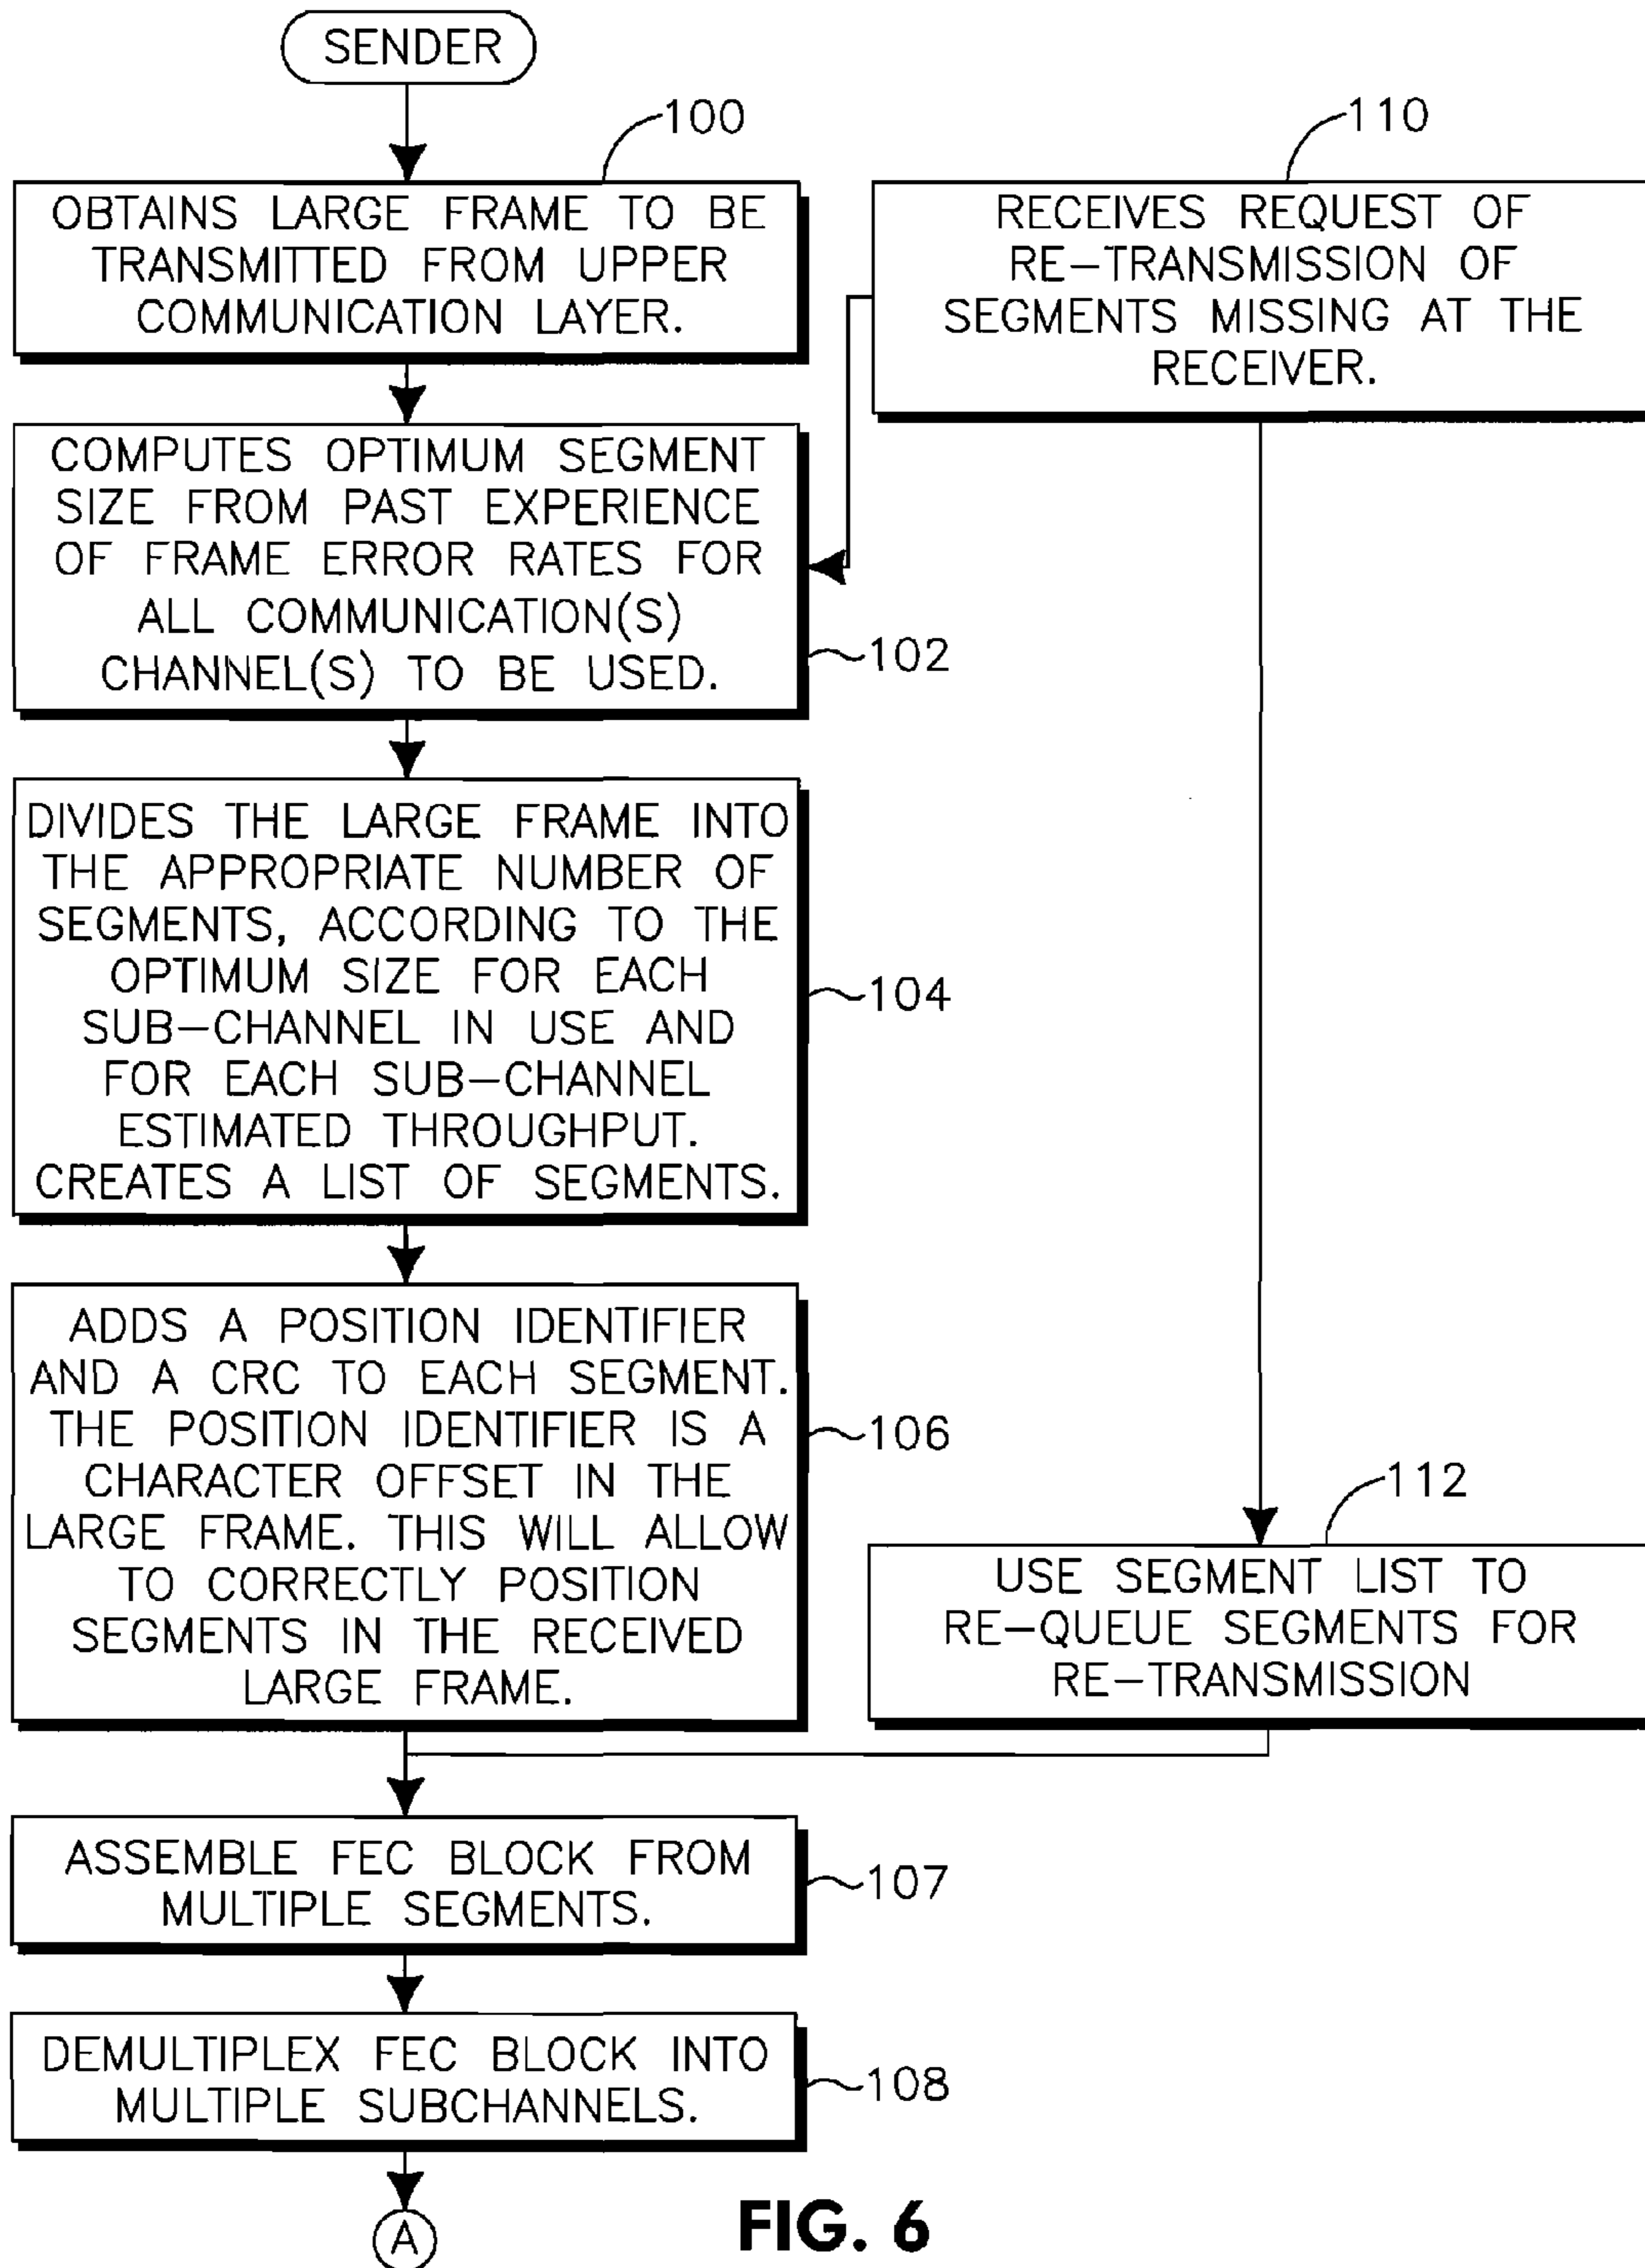 SENDER
100
OBTAINS LARGE FRAME TO BE
TRANSMITTED FROM UPPER
COMMUNICATION LAYER.
110
RECEIVES REQUEST OF
RE-TRANSMISSION OF
SEGMENTS MISSING AT THE
RECEIVER.
COMPUTES OPTIMUM SEGMENT
SIZE FROM PAST EXPERIENCE
OF FRAME ERROR RATES FOR
ALL COMMUNICATION(S)
CHANNEL(S) TO BE USED.
102
DIVIDES THE LARGE FRAME INTO
THE APPROPRIATE NUMBER OF
SEGMENTS, ACCORDING TO THE
OPTIMUM SIZE FOR EACH
SUB-CHANNEL IN USE AND
FOR EACH SUB-CHANNEL
ESTIMATED THROUGHPUT.
CREATES A LIST OF SEGMENTS.
104
ADDS A POSITION IDENTIFIER
AND A CRC TO EACH SEGMENT.
THE POSITION IDENTIFIER IS A
CHARACTER OFFSET IN THE
LARGE FRAME. THIS WILL ALLOW
TO CORRECTLY POSITION
SEGMENTS IN THE RECEIVED
LARGE FRAME.
106
112
USE SEGMENT LIST TO
RE-QUEUE SEGMENTS FOR
RE-TRANSMISSION
ASSEMBLE FEC BLOCK FROM
MULTIPLE SEGMENTS.
107
DEMULTIPLEX FEC BLOCK INTO
MULTIPLE SUBCHANNELS.
108
A
FIG. 6